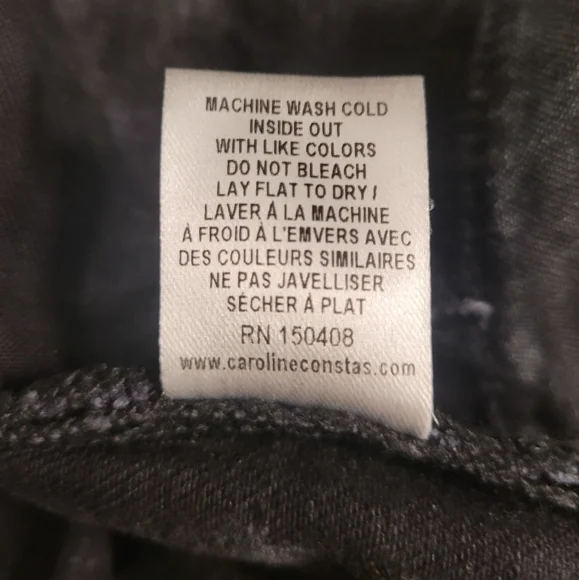 MACHINE WASH COLD
INSIDE OUT
WITH LIKE COLORS
DO NOT BLEACH
LAY FLAT TO DRY /
LAVER Á LA MACHINE
À FROID À L'EMVERS AVEC
DES COULEURS SIMILAIRES
NE PAS JAVELLISER
SÉCHER Á PLAT
RN 150408
www.carolineconstas.com